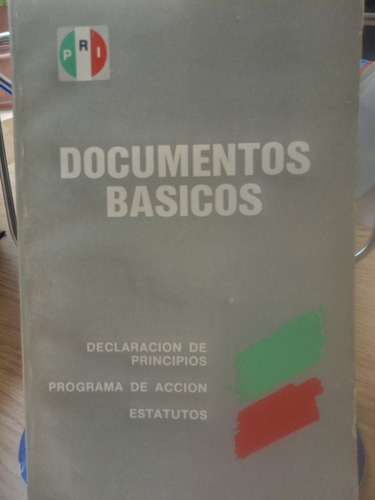 PRI
DOCUMENTOS
BASICOS
DECLARACION DE
PRINCIPIOS
PROGRAMA DE ACCION
ESTATUTOS